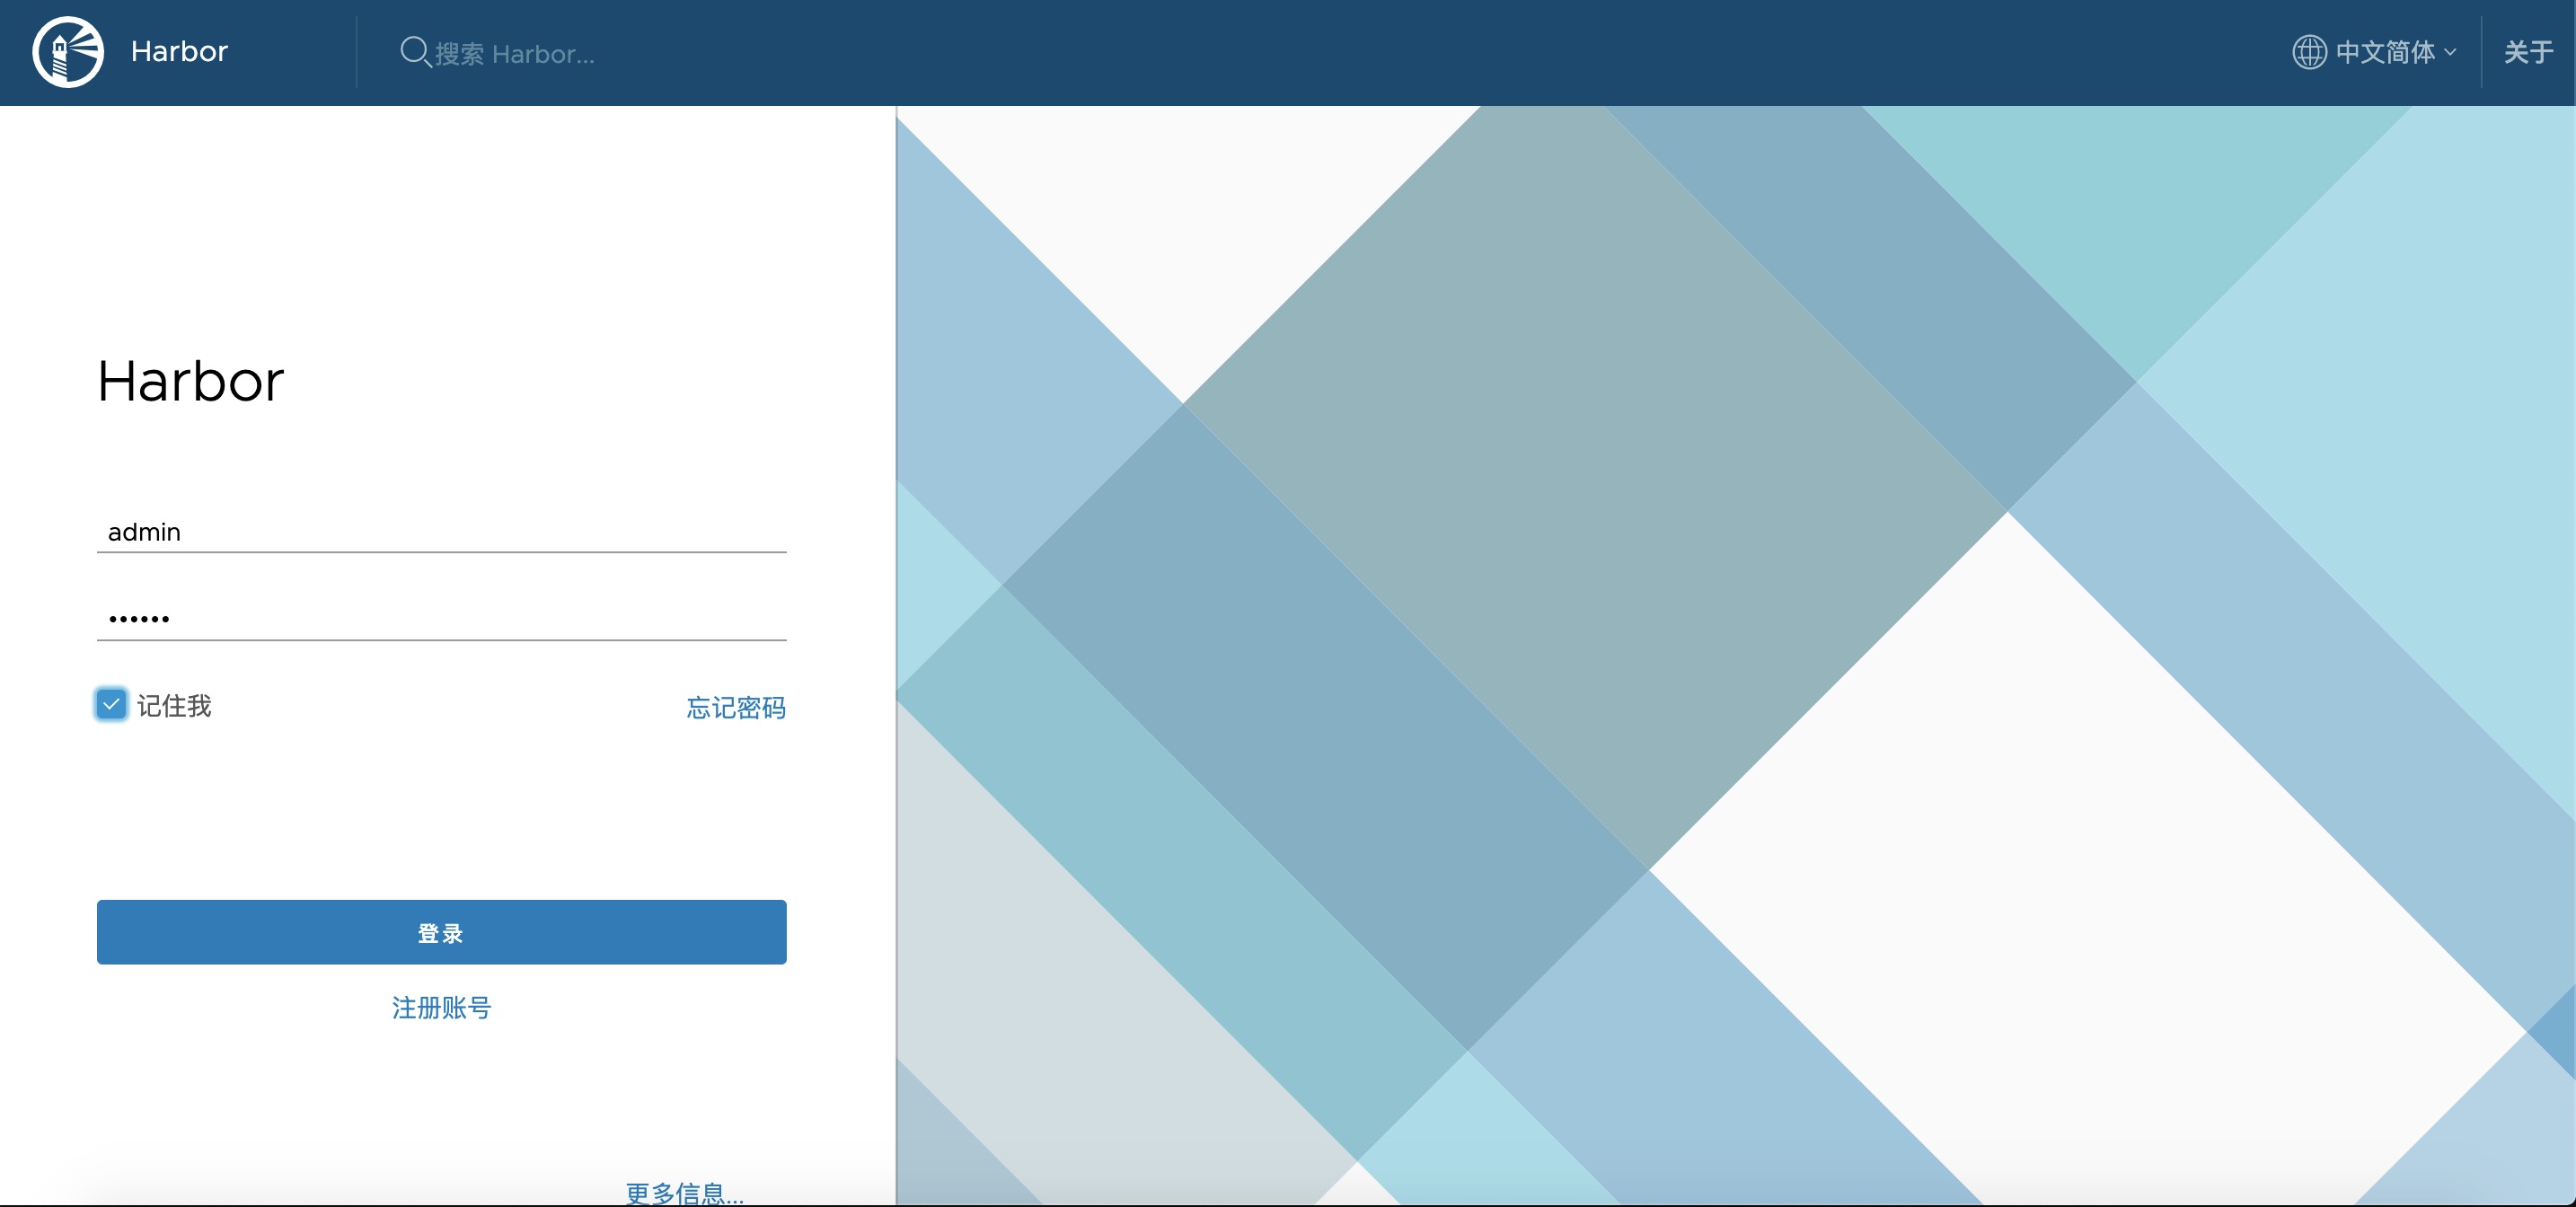 Harbor
搜索 Harbor...
中文简体
关于
Harbor
admin
••••••
记住我
忘记密码
登录
注册账号
更多信息...